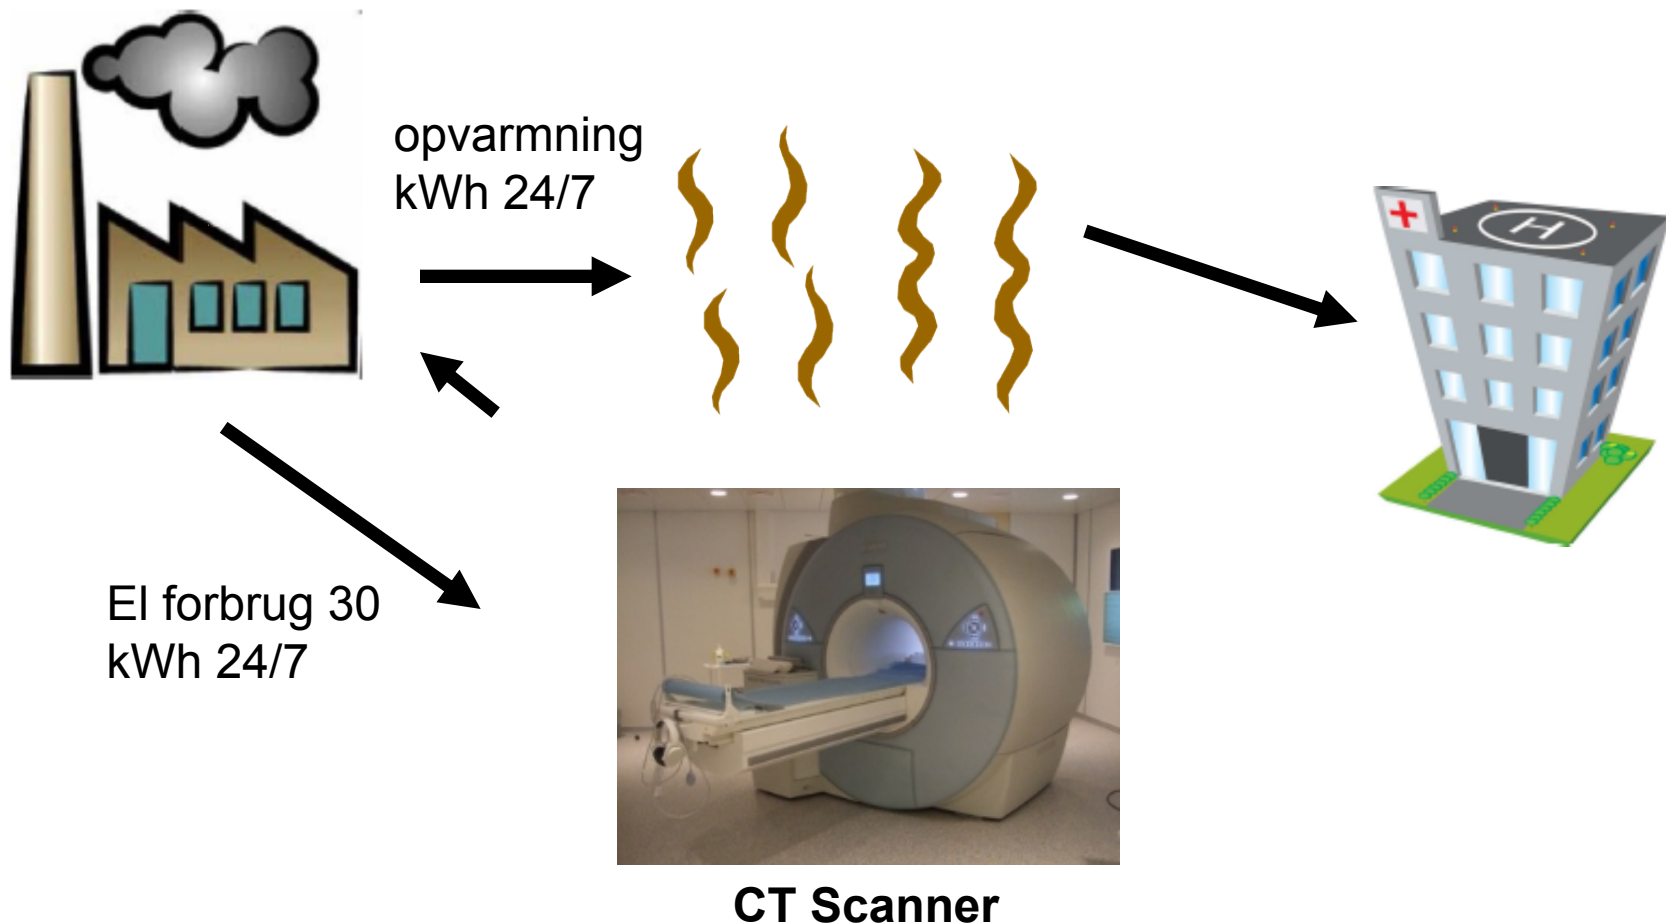 opvarmning
kWh 24/7
H
El forbrug 30
kWh 24/7
CT Scanner